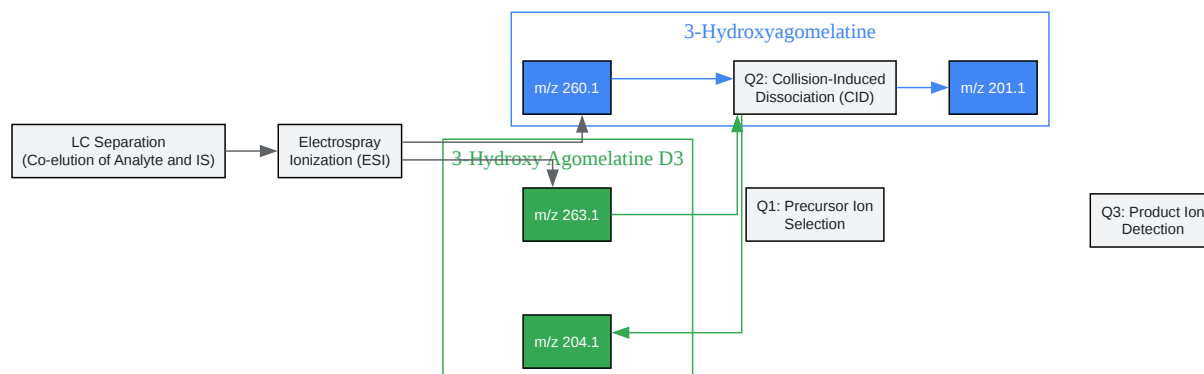 3-Hydroxyagomelatine
m/z 260.1
Q2: Collision-Induced
Dissociation (CID)
m/z 201.1
LC Separation
(Co-elution of Analyte and IS)
Electrospray
Ionization (ESI)
3-Hydroxy Agomelatine D3
m/z 263.1
Q1: Precursor Ion
Selection
Q3: Product Ion
Detection
m/z 204.1